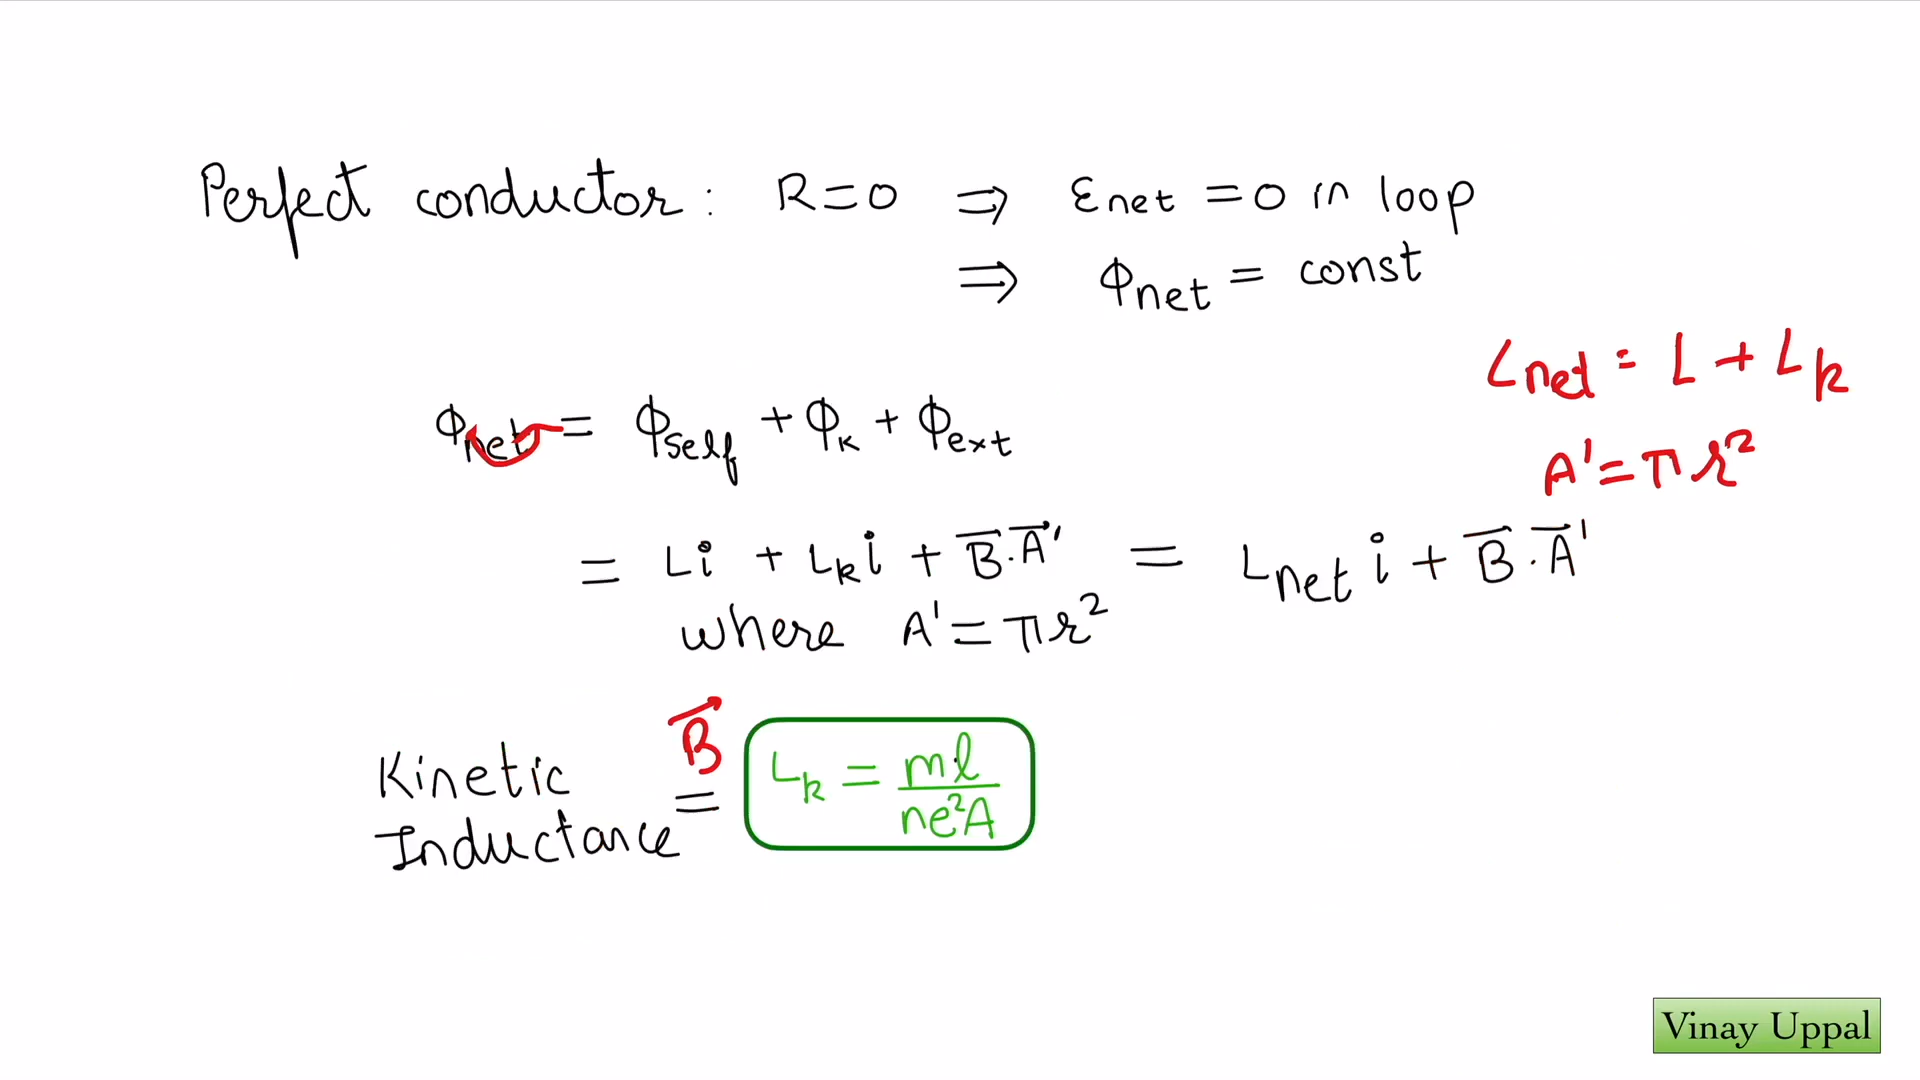 Perfect conductor : R=0 ⇒ εnet = 0 in loop
⇒ Φnet = const
Lnet = L + Lk
Φnet = Φself + Φk + Φext
A' = πr²
= Li + Lki + B⃗.A⃗' = Lnet i + B⃗.A⃗'
where A' = πr²
B⃗
Kinetic Inductance = Lk = ml/ne²A
Vinay Uppal